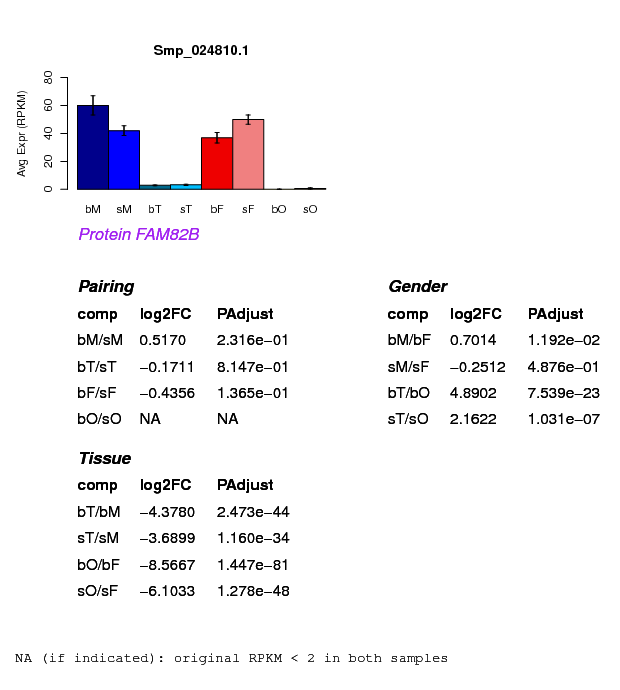 Smp_024810.1
Avg Expr (RPKM)
80
60
40
20
0
bM sM bT sT bF sF bO sO
Protein FAM82B
Pairing
comp log2FC PAdjust
bM/sM 0.5170 2.316e−01
bT/sT −0.1711 8.147e−01
bF/sF −0.4356 1.365e−01
bO/sO NA NA
Gender
comp log2FC PAdjust
bM/bF 0.7014 1.192e−02
sM/sF −0.2512 4.876e−01
bT/bO 4.8902 7.539e−23
sT/sO 2.1622 1.031e−07
Tissue
comp log2FC PAdjust
bT/bM −4.3780 2.473e−44
sT/sM −3.6899 1.160e−34
bO/bF −8.5667 1.447e−81
sO/sF −6.1033 1.278e−48
NA (if indicated): original RPKM < 2 in both samples